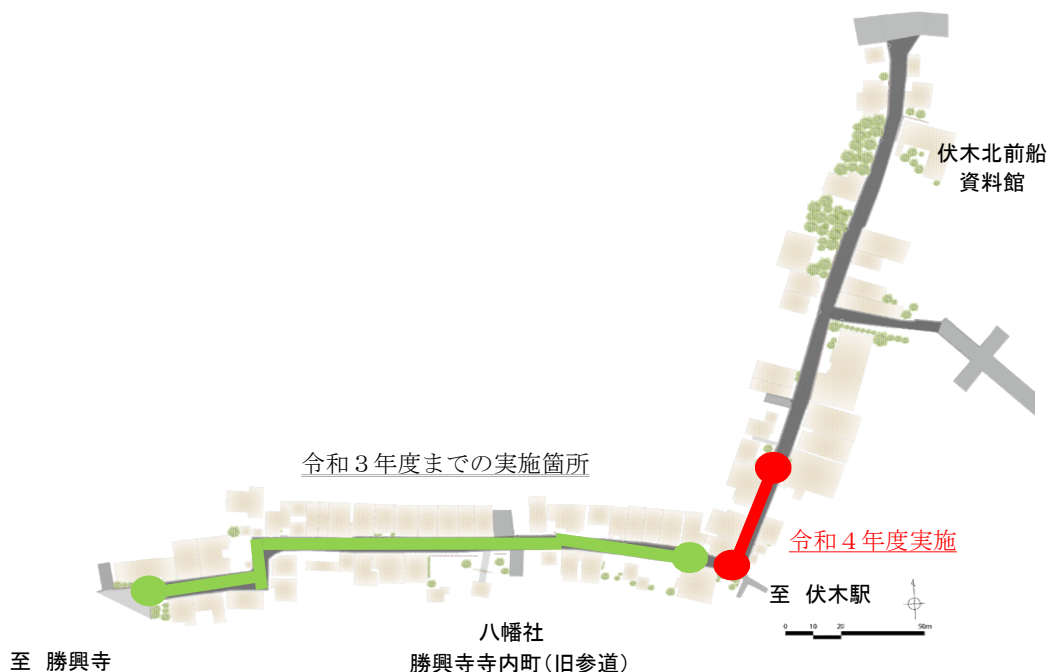 伏木北前船
資料館
令和３年度までの実施箇所
令和４年度実施
至 伏木駅
0 10 20 50m
八幡社
勝興寺寺内町（旧参道）
至 勝興寺